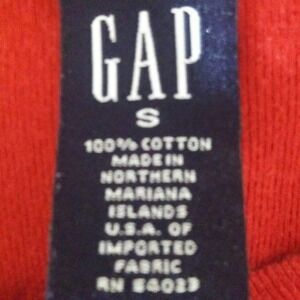 GAP
S
100% COTTON
MADE IN
NORTHERN
MARIANA
ISLANDS
U.S.A. OF
IMPORTED
FABRIC
RN 54023